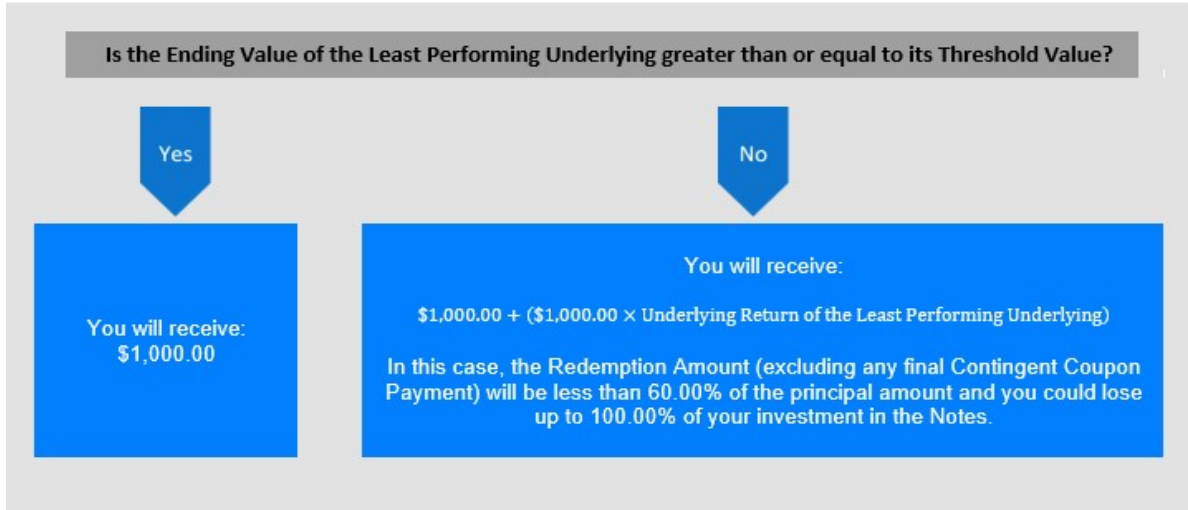 Is the Ending Value of the Least Performing Underlying greater than or equal to its Threshold Value?
Yes
No
You will receive:
$1,000.00
You will receive:
$1,000.00 + ($1,000.00 × Underlying Return of the Least Performing Underlying)
In this case, the Redemption Amount (excluding any final Contingent Coupon
Payment) will be less than 60.00% of the principal amount and you could lose
up to 100.00% of your investment in the Notes.